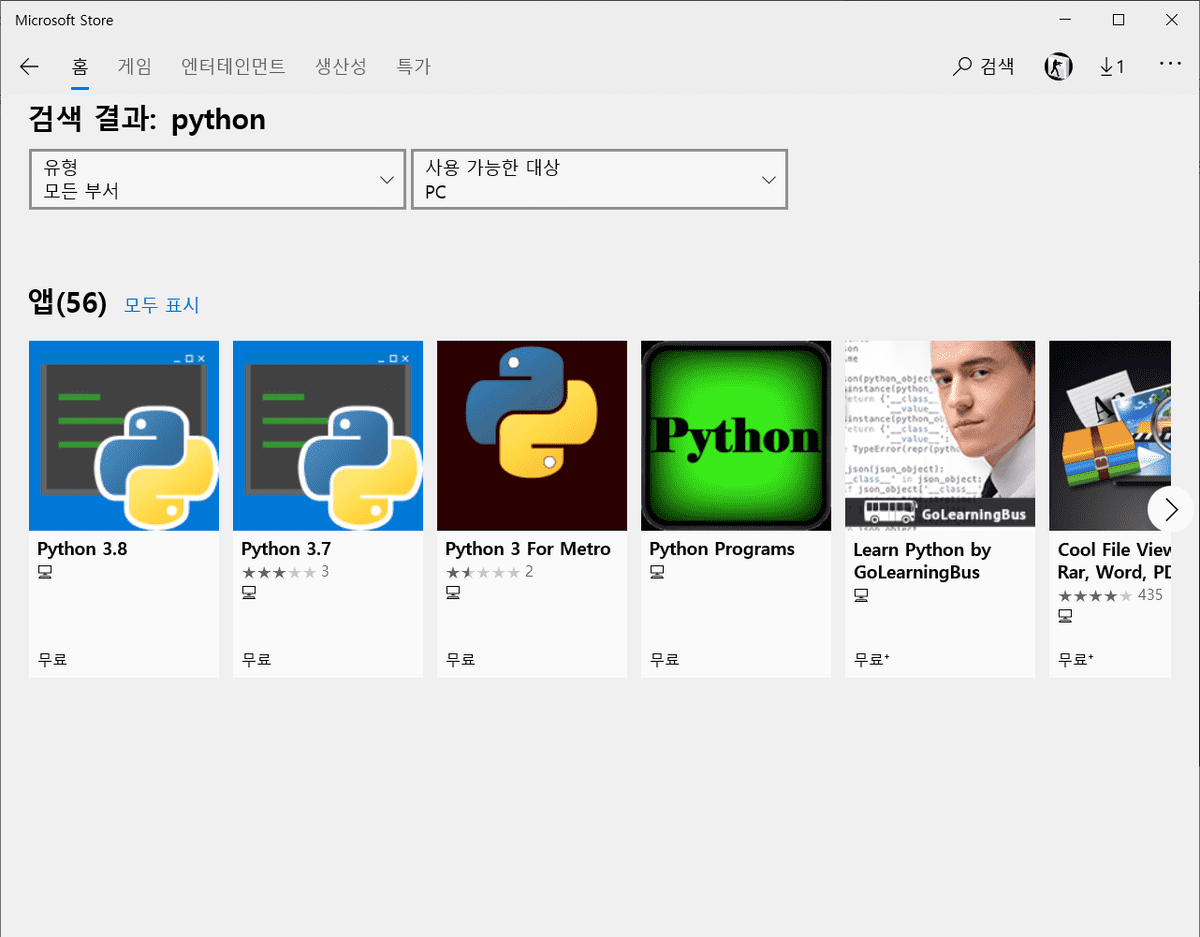 Microsoft Store
홈 게임 엔터테인먼트 생산성 특가 검색 1
검색 결과: python
유형
모든 부서
사용 가능한 대상
PC
앱(56) 모두 표시
Python
GoLearningBus
Python 3.8
무료
Python 3.7
3
무료
Python 3 For Metro
2
무료
Python Programs
무료
Learn Python by
GoLearningBus
무료+
Cool File View
Rar, Word, PD
435
무료+